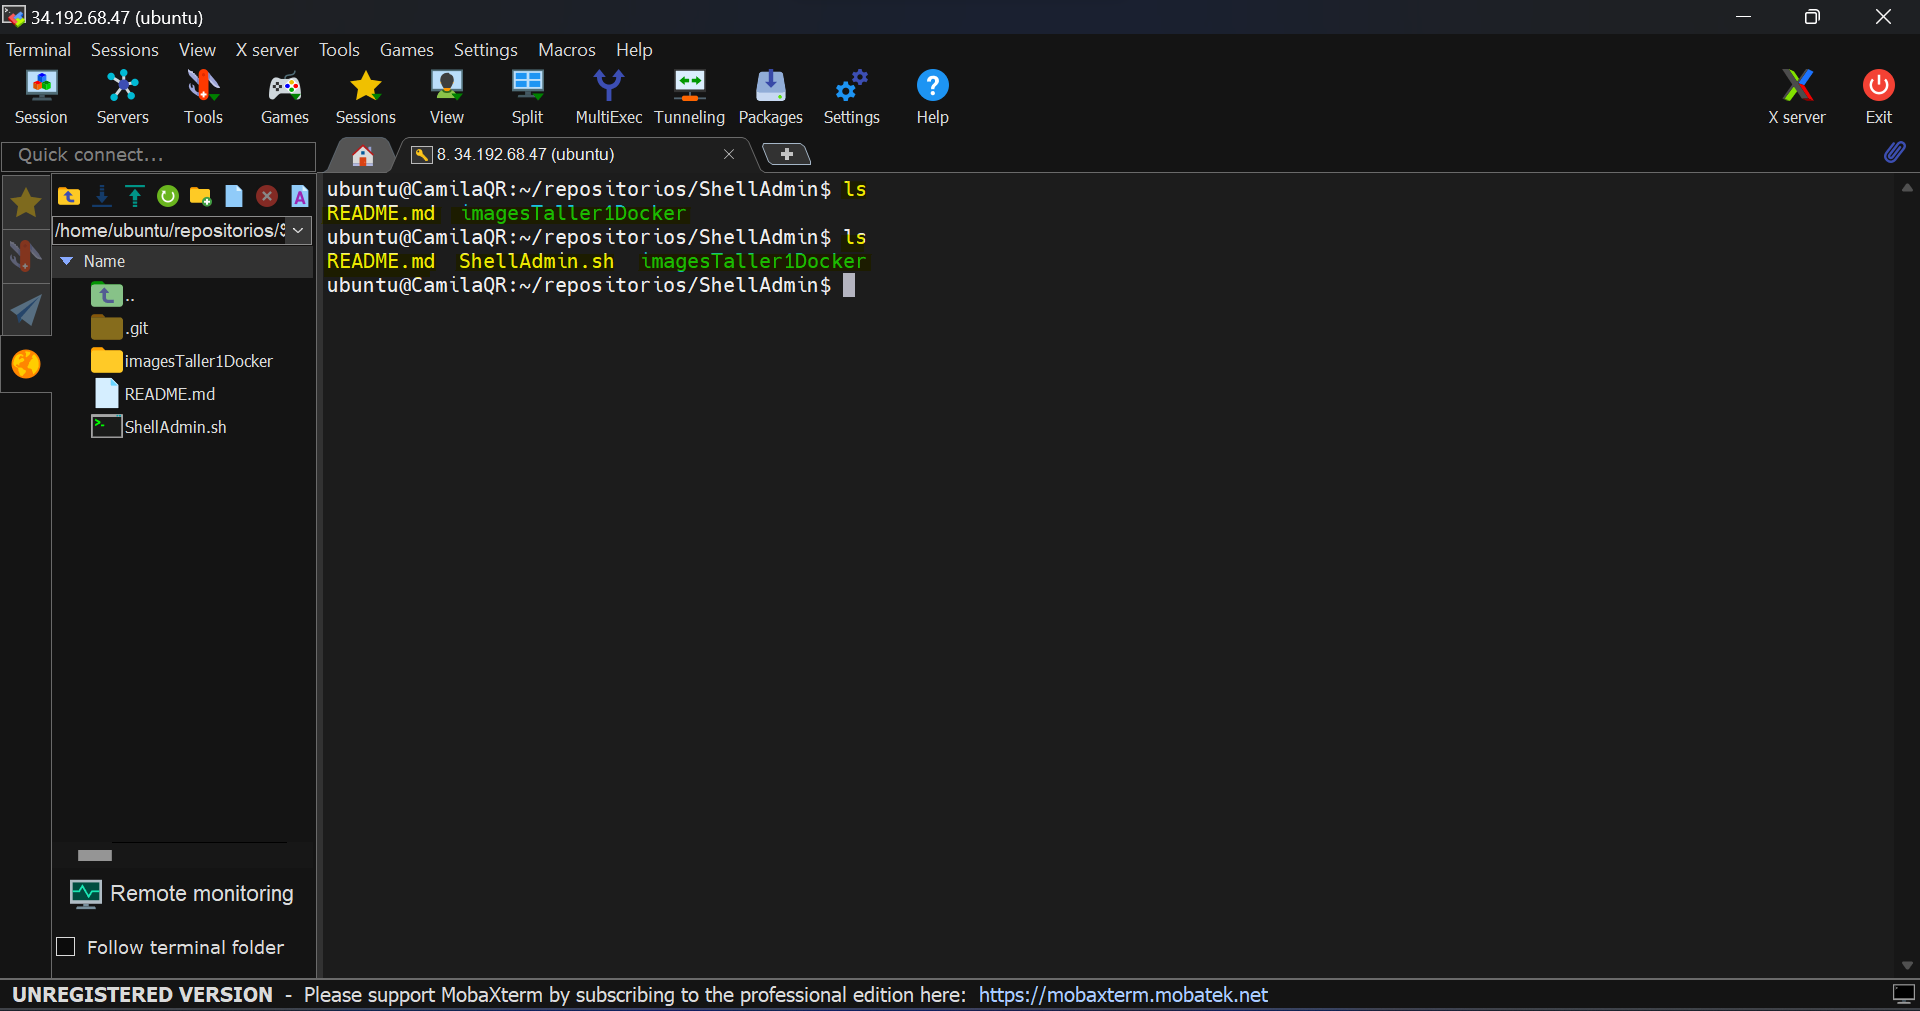 34.192.68.47 (ubuntu)
Terminal Sessions View X server Tools Games Settings Macros Help
Session Servers Tools Games Sessions View Split MultiExec Tunneling Packages Settings Help X server Exit
Quick connect...
8. 34.192.68.47 (ubuntu)
/home/ubuntu/repositorios/S
Name
..
.git
imagesTaller1Docker
README.md
ShellAdmin.sh
Remote monitoring
Follow terminal folder
ubuntu@CamilaQR:~/repositorios/ShellAdmin$ ls
README.md imagesTaller1Docker
ubuntu@CamilaQR:~/repositorios/ShellAdmin$ ls
README.md ShellAdmin.sh imagesTaller1Docker
ubuntu@CamilaQR:~/repositorios/ShellAdmin$
UNREGISTERED VERSION - Please support MobaXterm by subscribing to the professional edition here: https://mobaxterm.mobatek.net